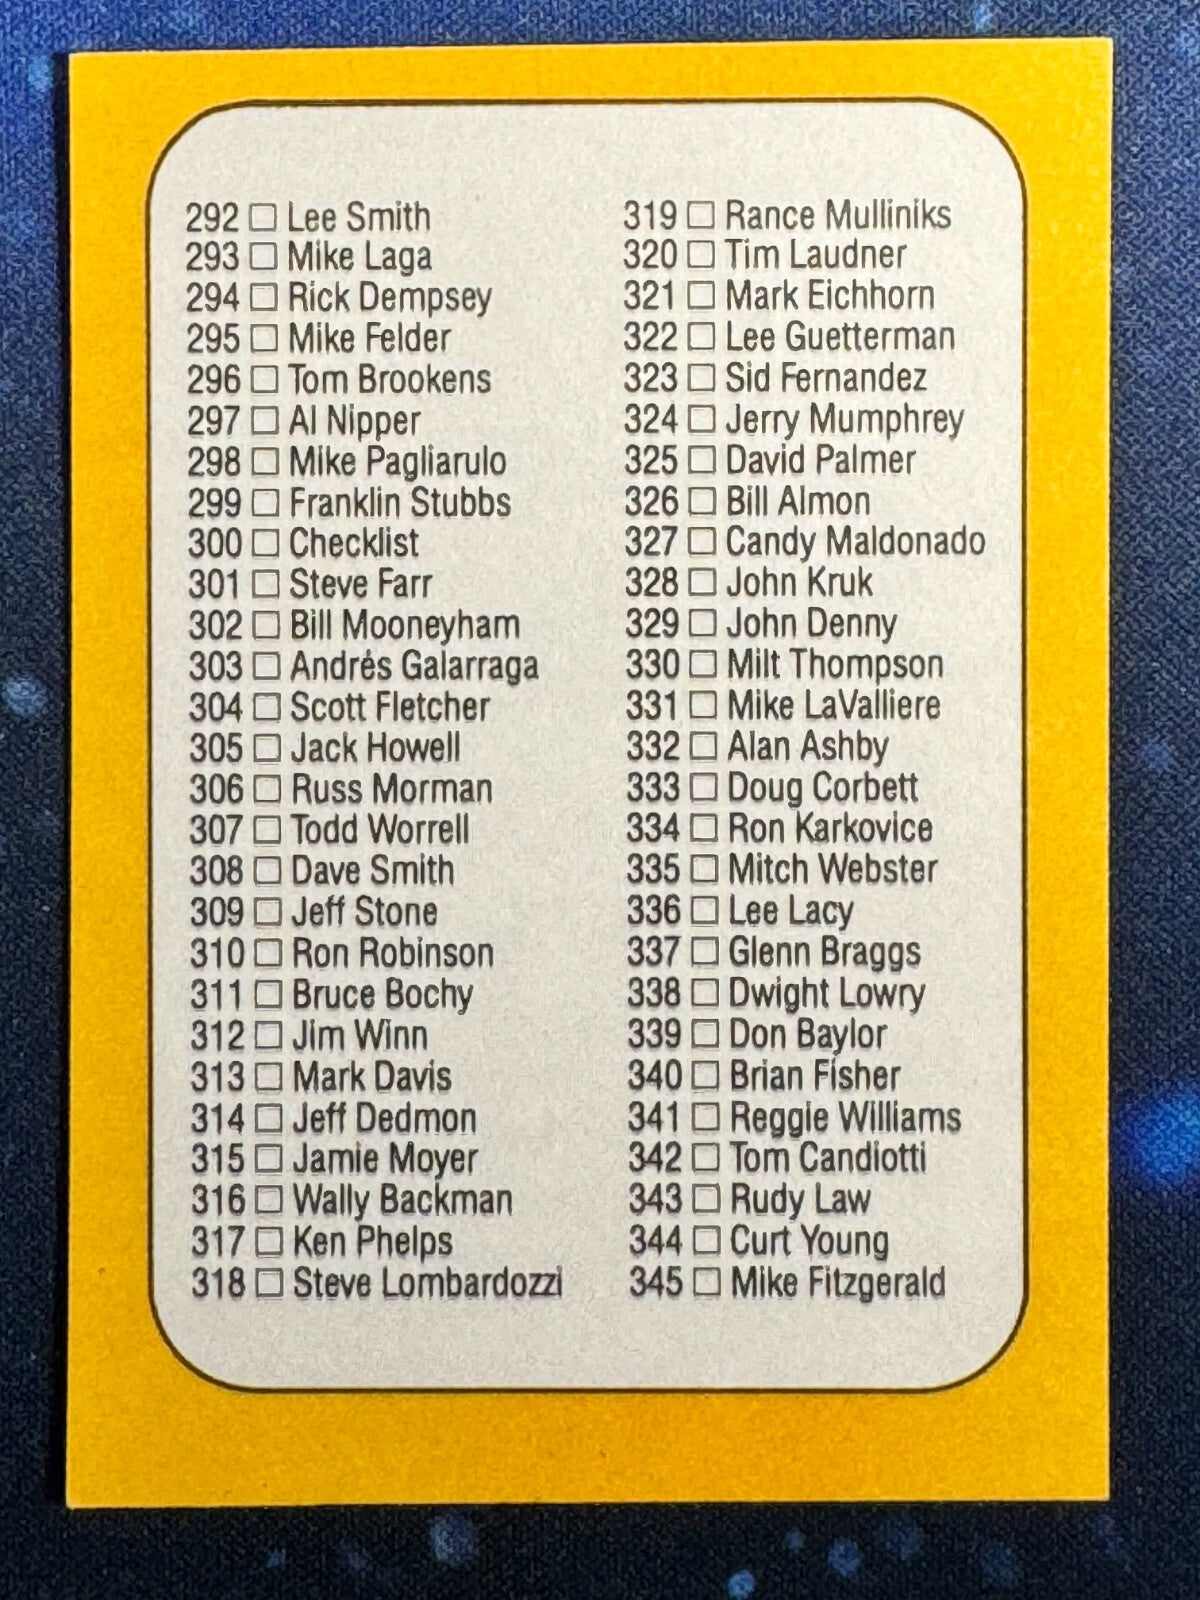 292 □ Lee Smith
293 □ Mike Laga
294 □ Rick Dempsey
295 □ Mike Felder
296 □ Tom Brookens
297 □ Al Nipper
298 □ Mike Pagliarulo
299 □ Franklin Stubbs
300 □ Checklist
301 □ Steve Farr
302 □ Bill Mooneyham
303 □ Andrés Galarraga
304 □ Scott Fletcher
305 □ Jack Howell
306 □ Russ Morman
307 □ Todd Worrell
308 □ Dave Smith
309 □ Jeff Stone
310 □ Ron Robinson
311 □ Bruce Bochy
312 □ Jim Winn
313 □ Mark Davis
314 □ Jeff Dedmon
315 □ Jamie Moyer
316 □ Wally Backman
317 □ Ken Phelps
318 □ Steve Lombardozzi
319 □ Rance Mulliniks
320 □ Tim Laudner
321 □ Mark Eichhorn
322 □ Lee Guetterman
323 □ Sid Fernandez
324 □ Jerry Mumphrey
325 □ David Palmer
326 □ Bill Almon
327 □ Candy Maldonado
328 □ John Kruk
329 □ John Denny
330 □ Milt Thompson
331 □ Mike LaValliere
332 □ Alan Ashby
333 □ Doug Corbett
334 □ Ron Karkovice
335 □ Mitch Webster
336 □ Lee Lacy
337 □ Glenn Braggs
338 □ Dwight Lowry
339 □ Don Baylor
340 □ Brian Fisher
341 □ Reggie Williams
342 □ Tom Candiotti
343 □ Rudy Law
344 □ Curt Young
345 □ Mike Fitzgerald